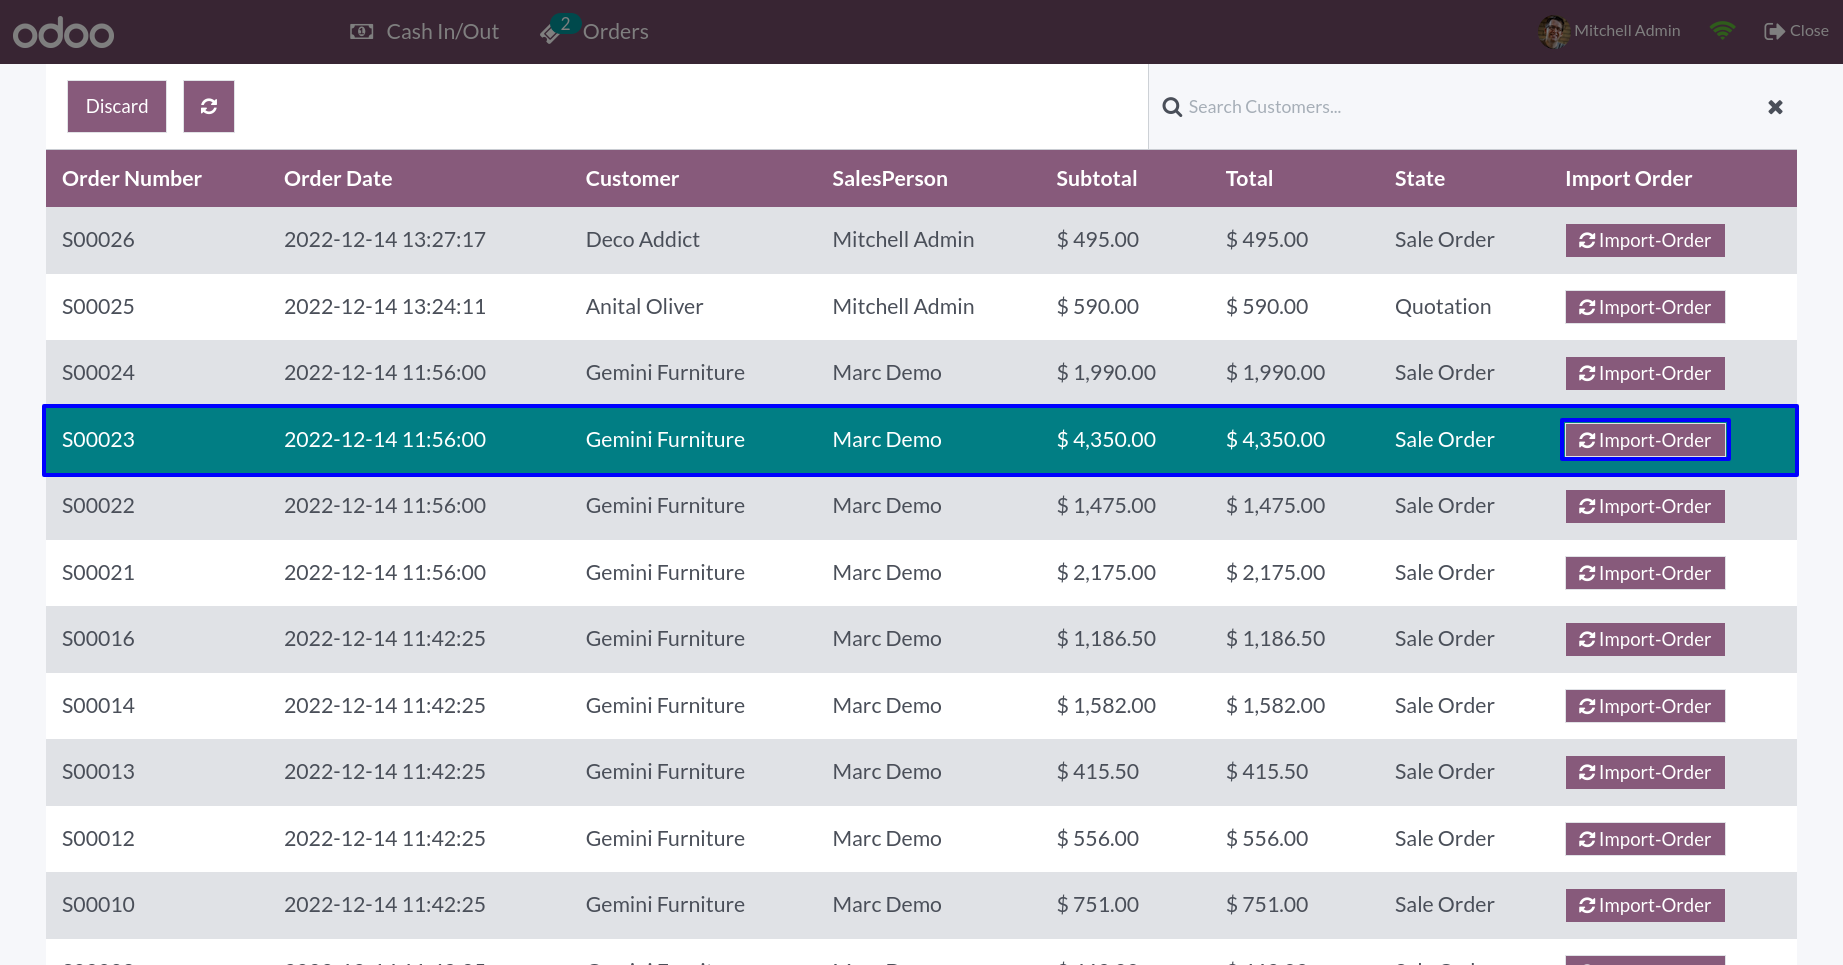 odoo Cash In/Out 2 Orders Mitchell Admin Close
Discard Search Customers...
Order Number Order Date Customer SalesPerson Subtotal Total State Import Order
S00026 2022-12-14 13:27:17 Deco Addict Mitchell Admin $ 495.00 $ 495.00 Sale Order Import-Order
S00025 2022-12-14 13:24:11 Anital Oliver Mitchell Admin $ 590.00 $ 590.00 Quotation Import-Order
S00024 2022-12-14 11:56:00 Gemini Furniture Marc Demo $ 1,990.00 $ 1,990.00 Sale Order Import-Order
S00023 2022-12-14 11:56:00 Gemini Furniture Marc Demo $ 4,350.00 $ 4,350.00 Sale Order Import-Order
S00022 2022-12-14 11:56:00 Gemini Furniture Marc Demo $ 1,475.00 $ 1,475.00 Sale Order Import-Order
S00021 2022-12-14 11:56:00 Gemini Furniture Marc Demo $ 2,175.00 $ 2,175.00 Sale Order Import-Order
S00016 2022-12-14 11:42:25 Gemini Furniture Marc Demo $ 1,186.50 $ 1,186.50 Sale Order Import-Order
S00014 2022-12-14 11:42:25 Gemini Furniture Marc Demo $ 1,582.00 $ 1,582.00 Sale Order Import-Order
S00013 2022-12-14 11:42:25 Gemini Furniture Marc Demo $ 415.50 $ 415.50 Sale Order Import-Order
S00012 2022-12-14 11:42:25 Gemini Furniture Marc Demo $ 556.00 $ 556.00 Sale Order Import-Order
S00010 2022-12-14 11:42:25 Gemini Furniture Marc Demo $ 751.00 $ 751.00 Sale Order Import-Order